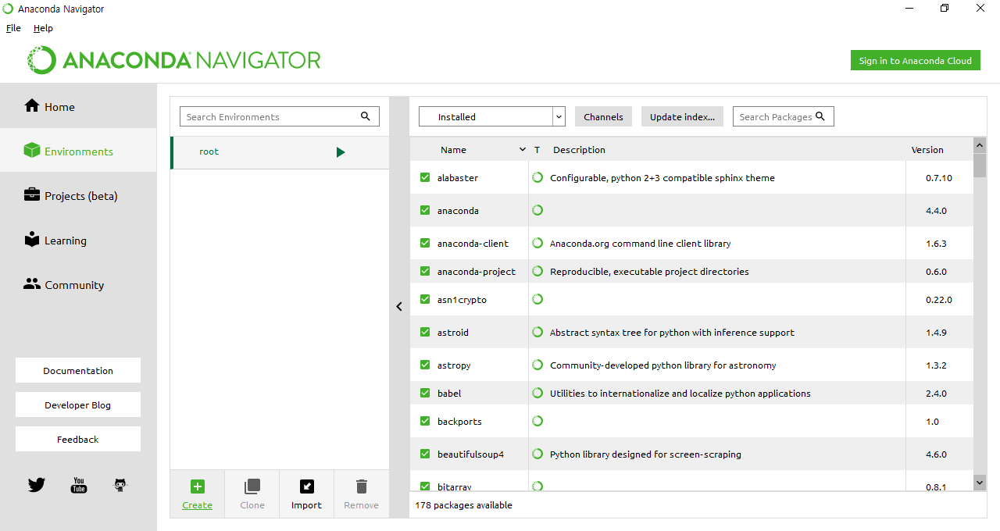 Anaconda Navigator
File Help
ANACONDA NAVIGATOR
Sign in to Anaconda Cloud
Home
Environments
Projects (beta)
Learning
Community
Documentation
Developer Blog
Feedback
You
Tube
Search Environments
root
Create Clone Import Remove
Installed Channels Update index... Search Packages
Name T Description Version
alabaster Configurable, python 2+3 compatible sphinx theme 0.7.10
anaconda 4.4.0
anaconda-client Anaconda.org command line client library 1.6.3
anaconda-project Reproducible, executable project directories 0.6.0
asn1crypto 0.22.0
astroid Abstract syntax tree for python with inference support 1.4.9
astropy Community-developed python library for astronomy 1.3.2
babel Utilities to internationalize and localize python applications 2.4.0
backports 1.0
beautifulsoup4 Python library designed for screen-scraping 4.6.0
bitarray 0.8.1
178 packages available